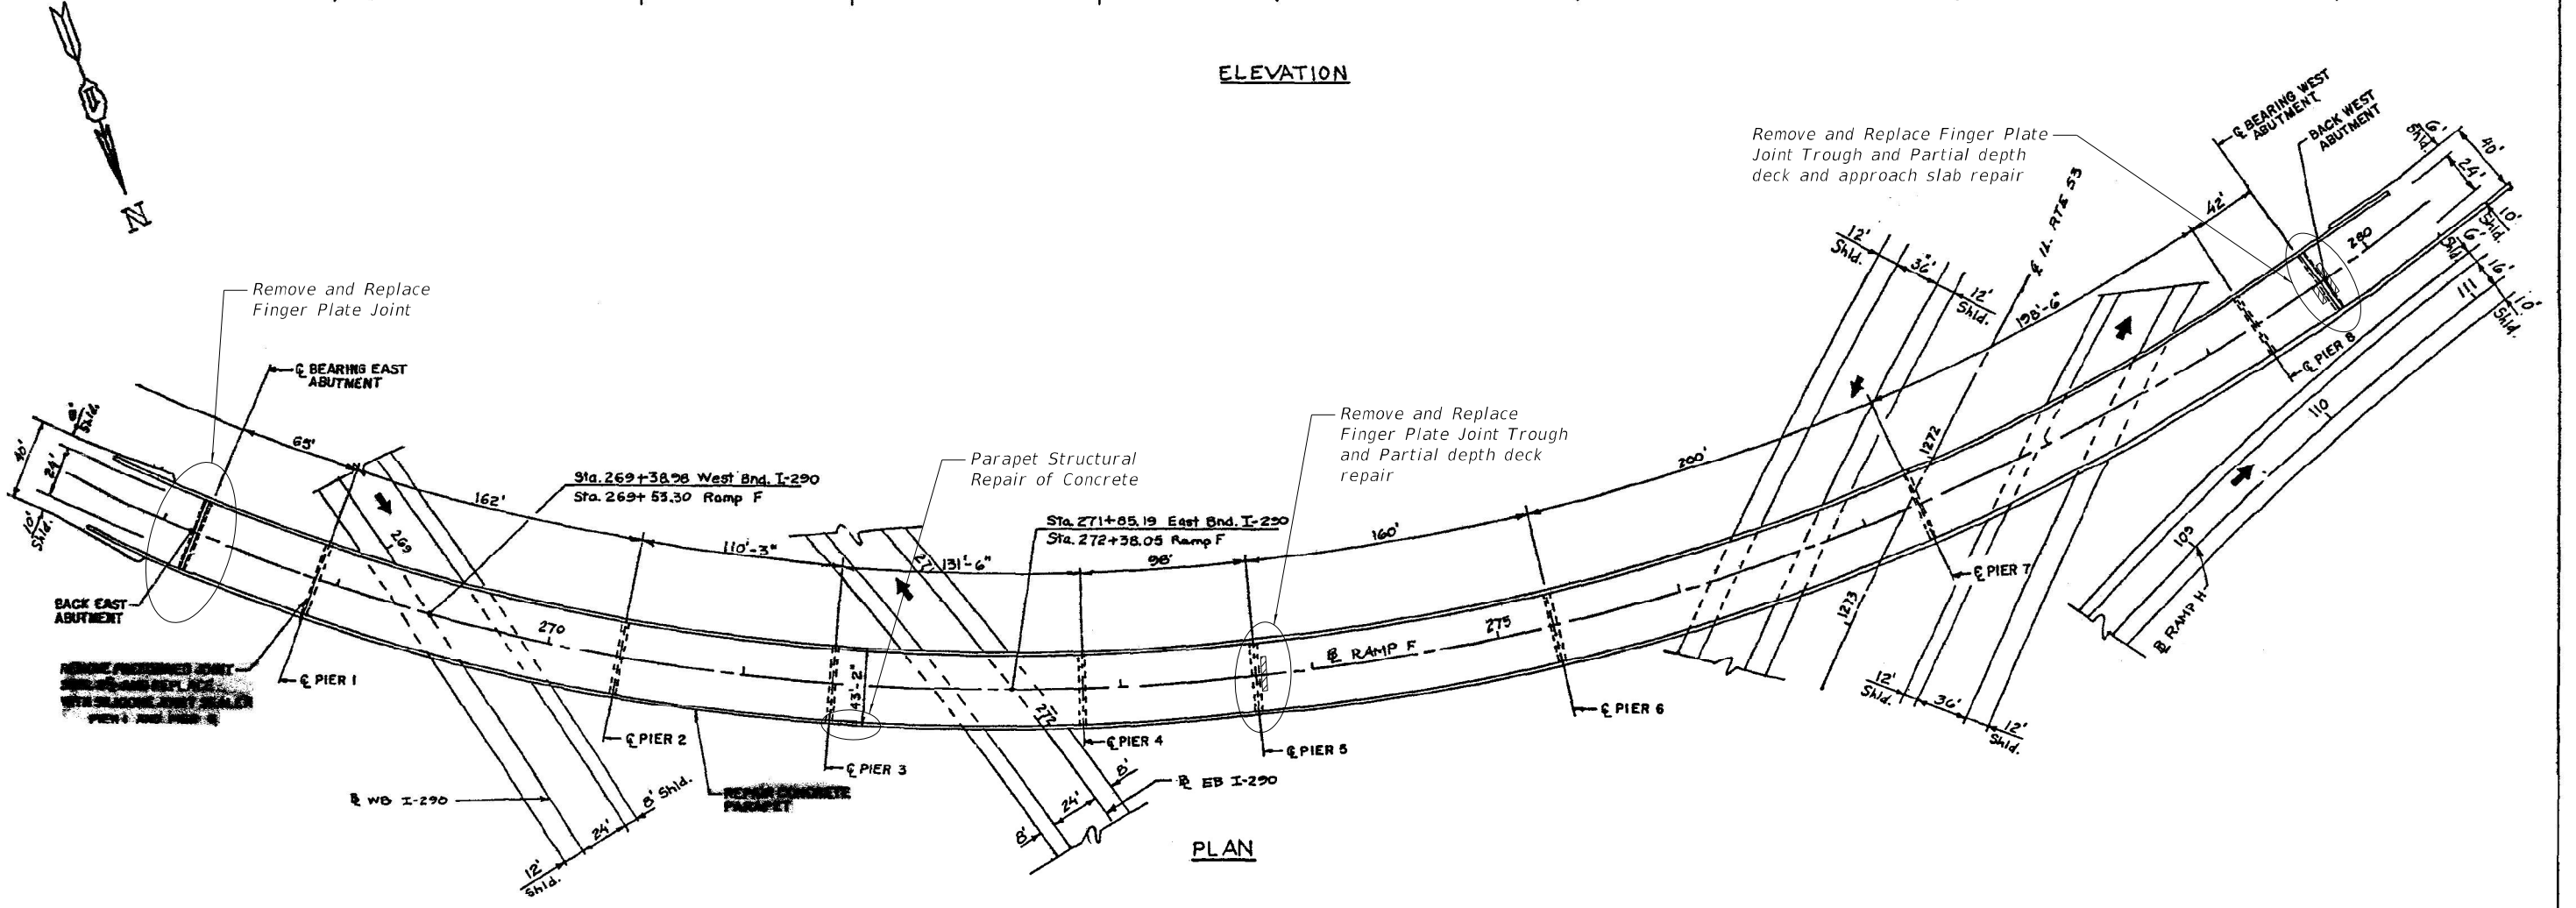 ELEVATION
N
Remove and Replace
Finger Plate Joint
℄ BEARING EAST
ABUTMENT
BACK EAST
ABUTMENT
40'
24'
8'
Shld.
10'
Shld.
65'
162'
110'-3"
131'-6"
98'
160'
200'
198'-6"
42'
Sta. 269+38.98 West Bnd. I-290
Sta. 269+53.30 Ramp F
Parapet Structural
Repair of Concrete
Sta. 271+85.19 East Bnd. I-290
Sta. 272+38.05 Ramp F
Remove and Replace
Finger Plate Joint Trough
and Partial depth deck
repair
Remove and Replace Finger Plate
Joint Trough and Partial depth
deck and approach slab repair
℄ BEARING WEST
ABUTMENT
BACK WEST
ABUTMENT
6'
Shld.
40'
24'
10'
Shld.
6'
Shld.
16'
10'
Shld.
280
111
110
109
℄ IL. RTE 53
12'
Shld.
36'
12'
Shld.
1272
1273
12'
Shld.
36'
12'
Shld.
269
270
271
272
275
43'-2"
℄ PIER 1
℄ PIER 2
℄ PIER 3
℄ PIER 4
℄ PIER 5
℄ PIER 6
℄ PIER 7
℄ PIER 8
B RAMP F
B RAMP H
REPAIR CONCRETE
PARAPET
B WB I-290
12'
Shld.
24'
8' Shld.
B EB I-290
8'
24'
8'
PLAN